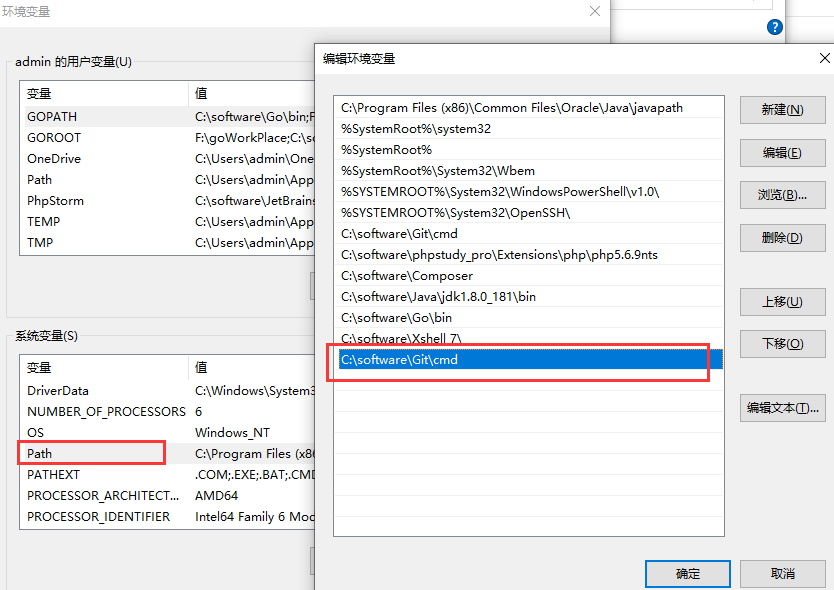 环境变量
admin 的用户变量(U)
变量 值
GOPATH C:\software\Go\bin;F
GOROOT F:\goWorkPlace;C:\so
OneDrive C:\Users\admin\One
Path C:\Users\admin\App
PhpStorm C:\software\JetBrains
TEMP C:\Users\admin\App
TMP C:\Users\admin\App
系统变量(S)
变量 值
DriverData C:\Windows\System3
NUMBER_OF_PROCESSORS 6
OS Windows_NT
Path C:\Program Files (x86
PATHEXT .COM;.EXE;.BAT;.CMD
PROCESSOR_ARCHITECT... AMD64
PROCESSOR_IDENTIFIER Intel64 Family 6 Mod
?
编辑环境变量
C:\Program Files (x86)\Common Files\Oracle\Java\javapath
%SystemRoot%\system32
%SystemRoot%
%SystemRoot%\System32\Wbem
%SYSTEMROOT%\System32\WindowsPowerShell\v1.0\
%SYSTEMROOT%\System32\OpenSSH\
C:\software\Git\cmd
C:\software\phpstudy_pro\Extensions\php\php5.6.9nts
C:\software\Composer
C:\software\Java\jdk1.8.0_181\bin
C:\software\Go\bin
C:\software\Xshell 7\
C:\software\Git\cmd
新建(N)
编辑(E)
浏览(B)...
删除(D)
上移(U)
下移(O)
编辑文本(T)...
确定
取消